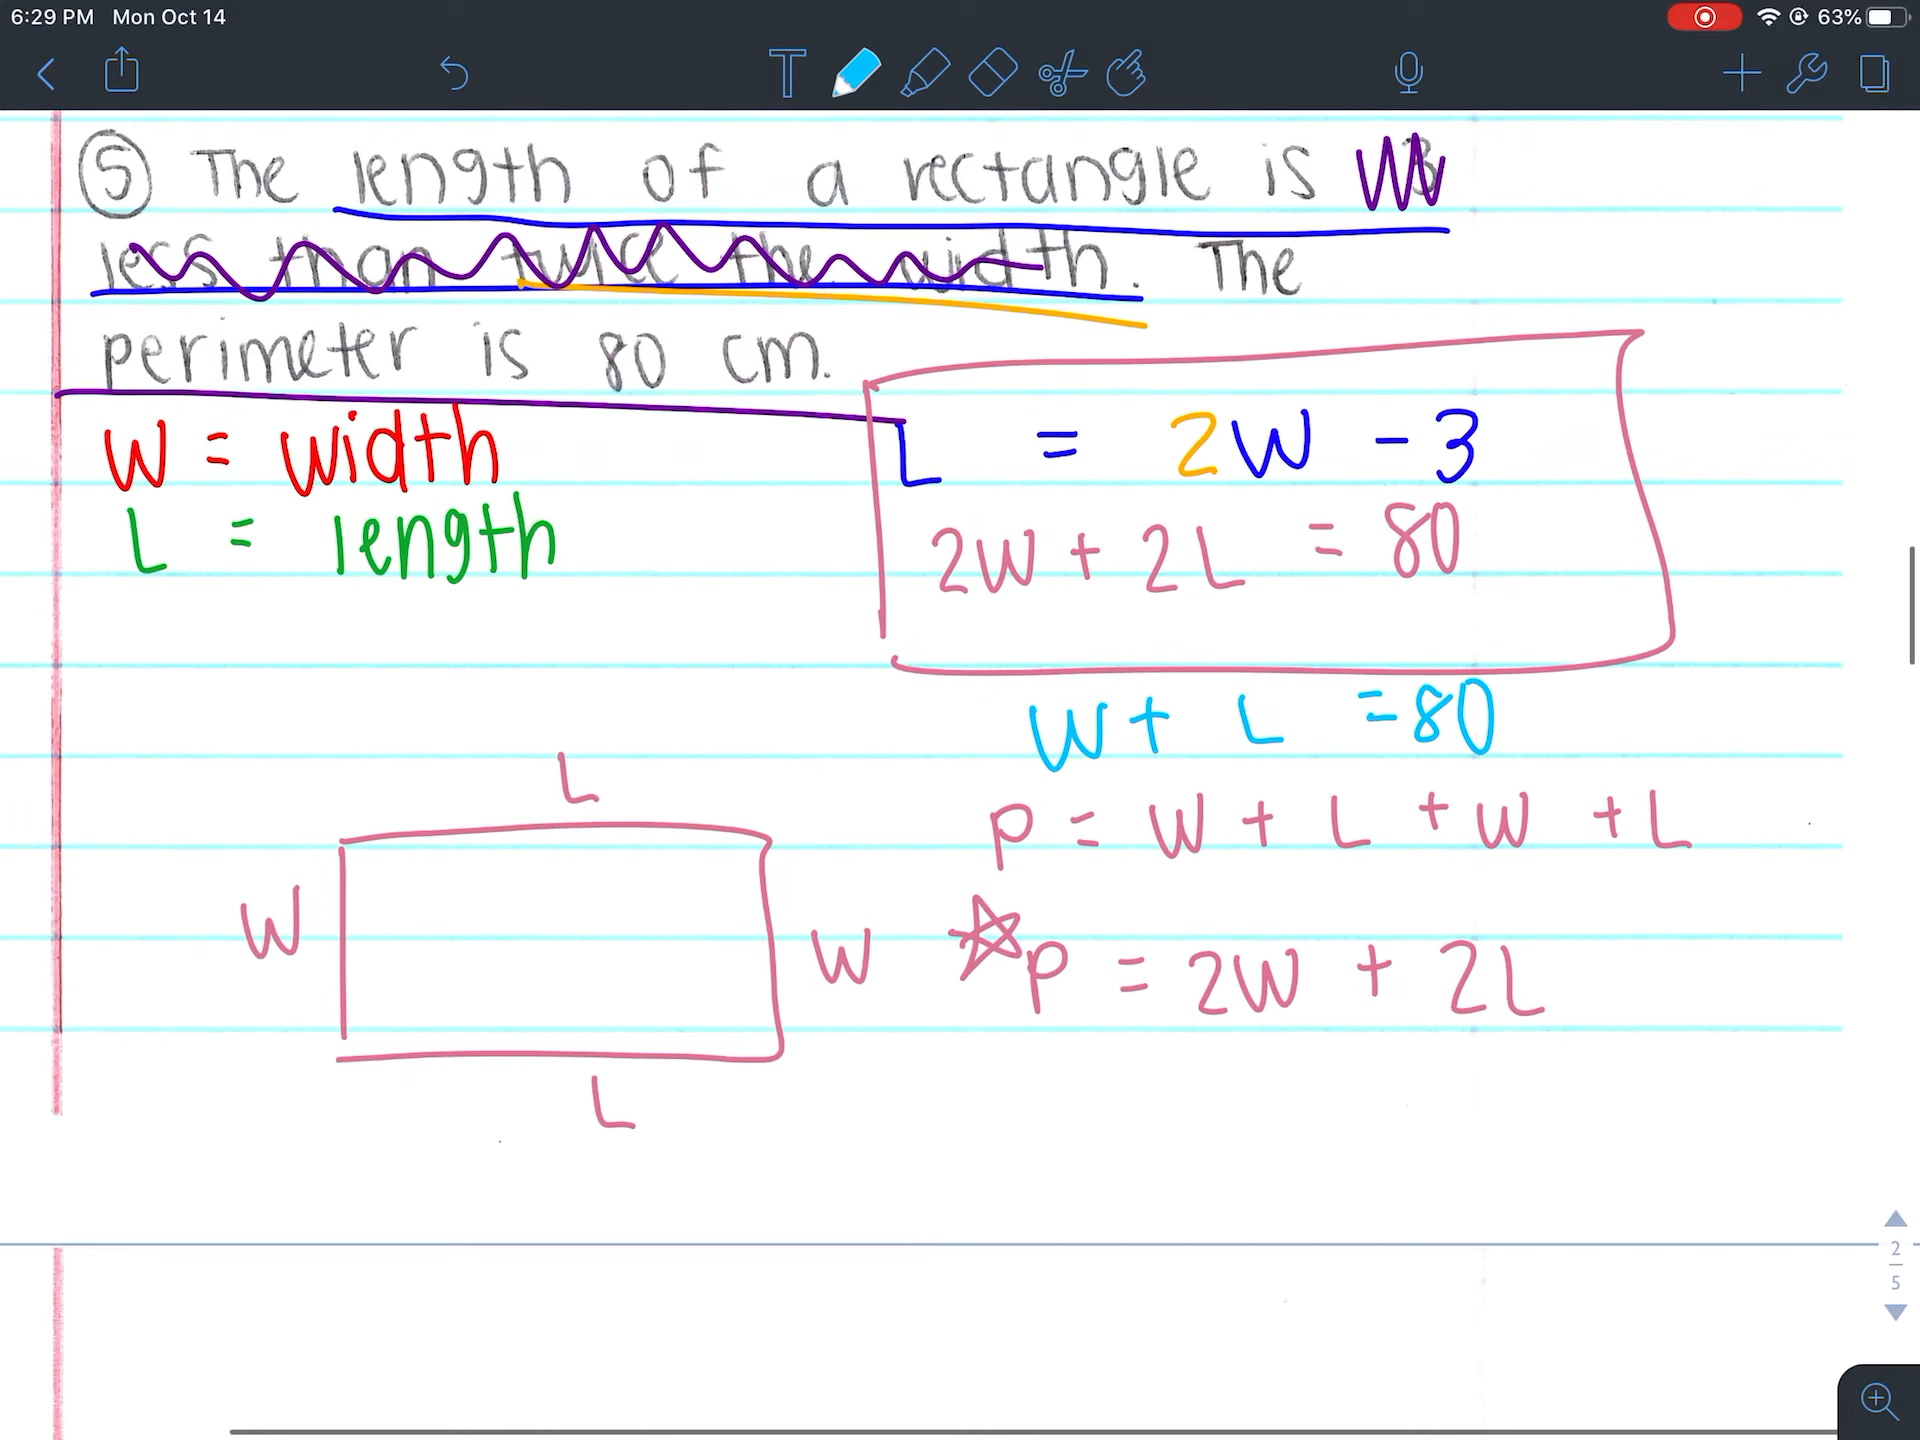 6:29 PM Mon Oct 14
63%
T
⑤ The length of a rectangle is 3
less than twice the width. The
perimeter is 80 cm.
W = width
L = length
L = 2W - 3
2W + 2L = 80
W + L = 80
L
P = W + L + W + L
W
W
☆P = 2W + 2L
L
2
5